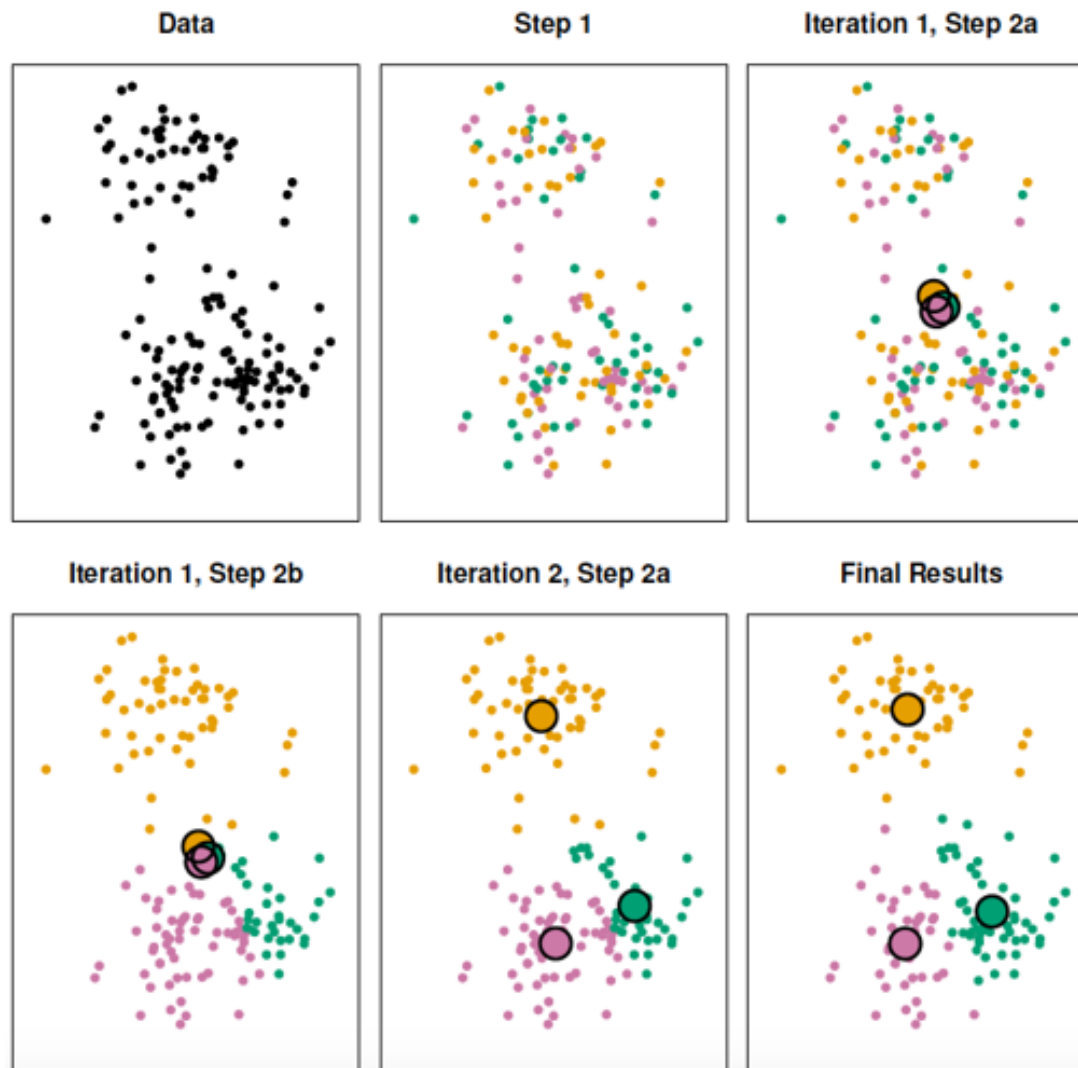 Data
Step 1
Iteration 1, Step 2a
Iteration 1, Step 2b
Iteration 2, Step 2a
Final Results